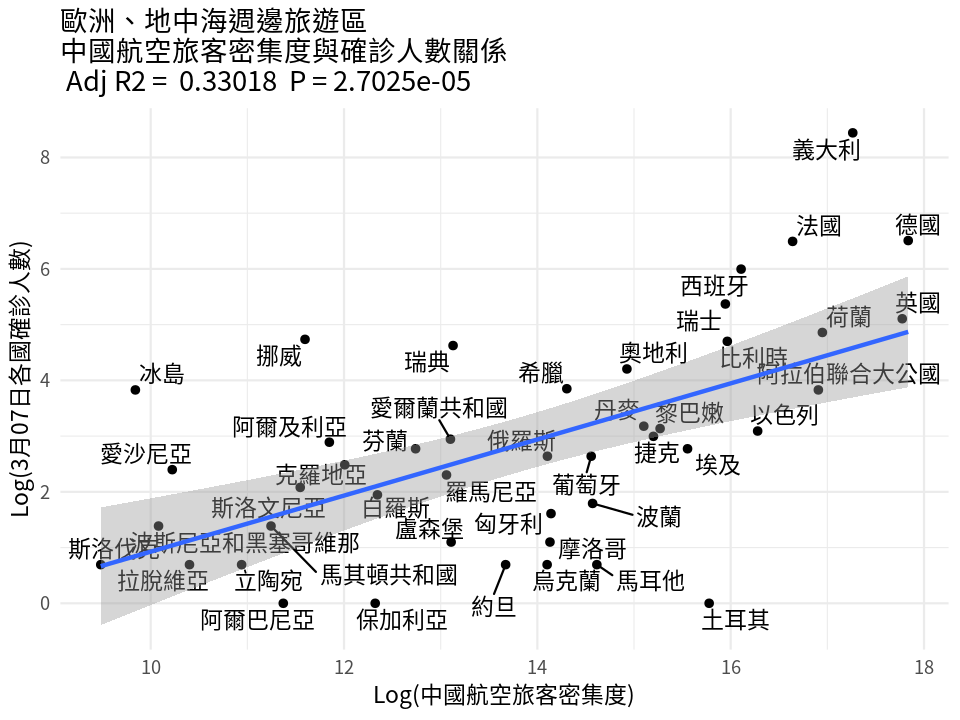 歐洲、地中海週邊旅遊區
中國航空旅客密集度與確診人數關係
Adj R2 = 0.33018 P = 2.7025e-05
Log(3月07日各國確診人數)
8
6
4
2
0
義大利
法國
德國
西班牙
瑞士
英國
荷蘭
挪威
瑞典
奧地利
比利時
冰島
希臘
阿拉伯聯合大公國
愛爾蘭共和國
丹麥
黎巴嫩
以色列
阿爾及利亞
芬蘭
俄羅斯
捷克
埃及
愛沙尼亞
克羅地亞
葡萄牙
羅馬尼亞
斯洛文尼亞
白羅斯
波蘭
盧森堡
匈牙利
斯洛伐克
波斯尼亞和黑塞哥維那
摩洛哥
拉脫維亞
立陶宛
馬其頓共和國
烏克蘭
馬耳他
約旦
阿爾巴尼亞
保加利亞
土耳其
10
12
14
16
18
Log(中國航空旅客密集度)